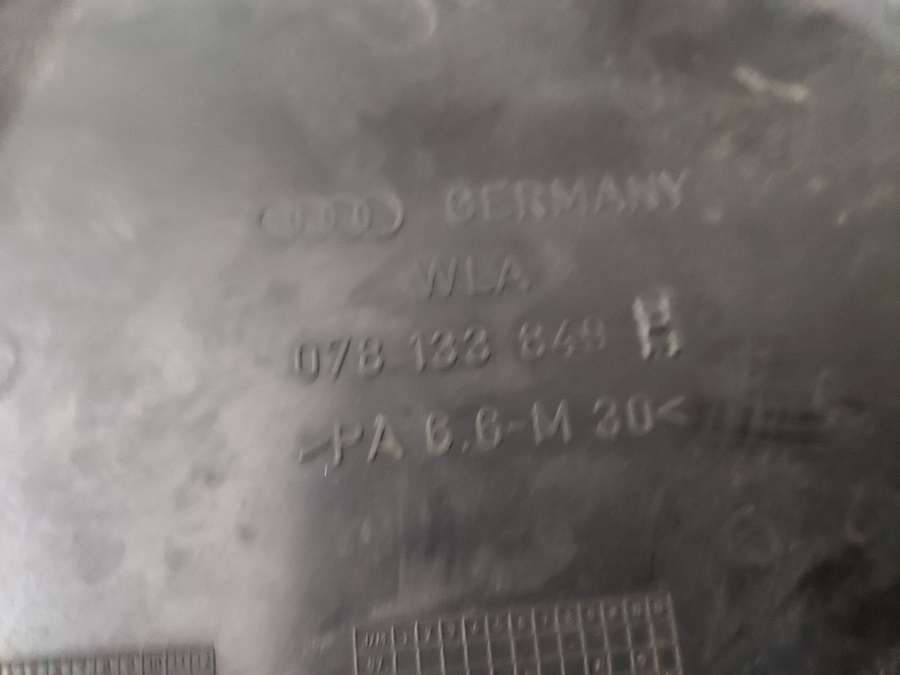 GERMANY
WLA
078 133 849 H
>PA 6.6-M 30<